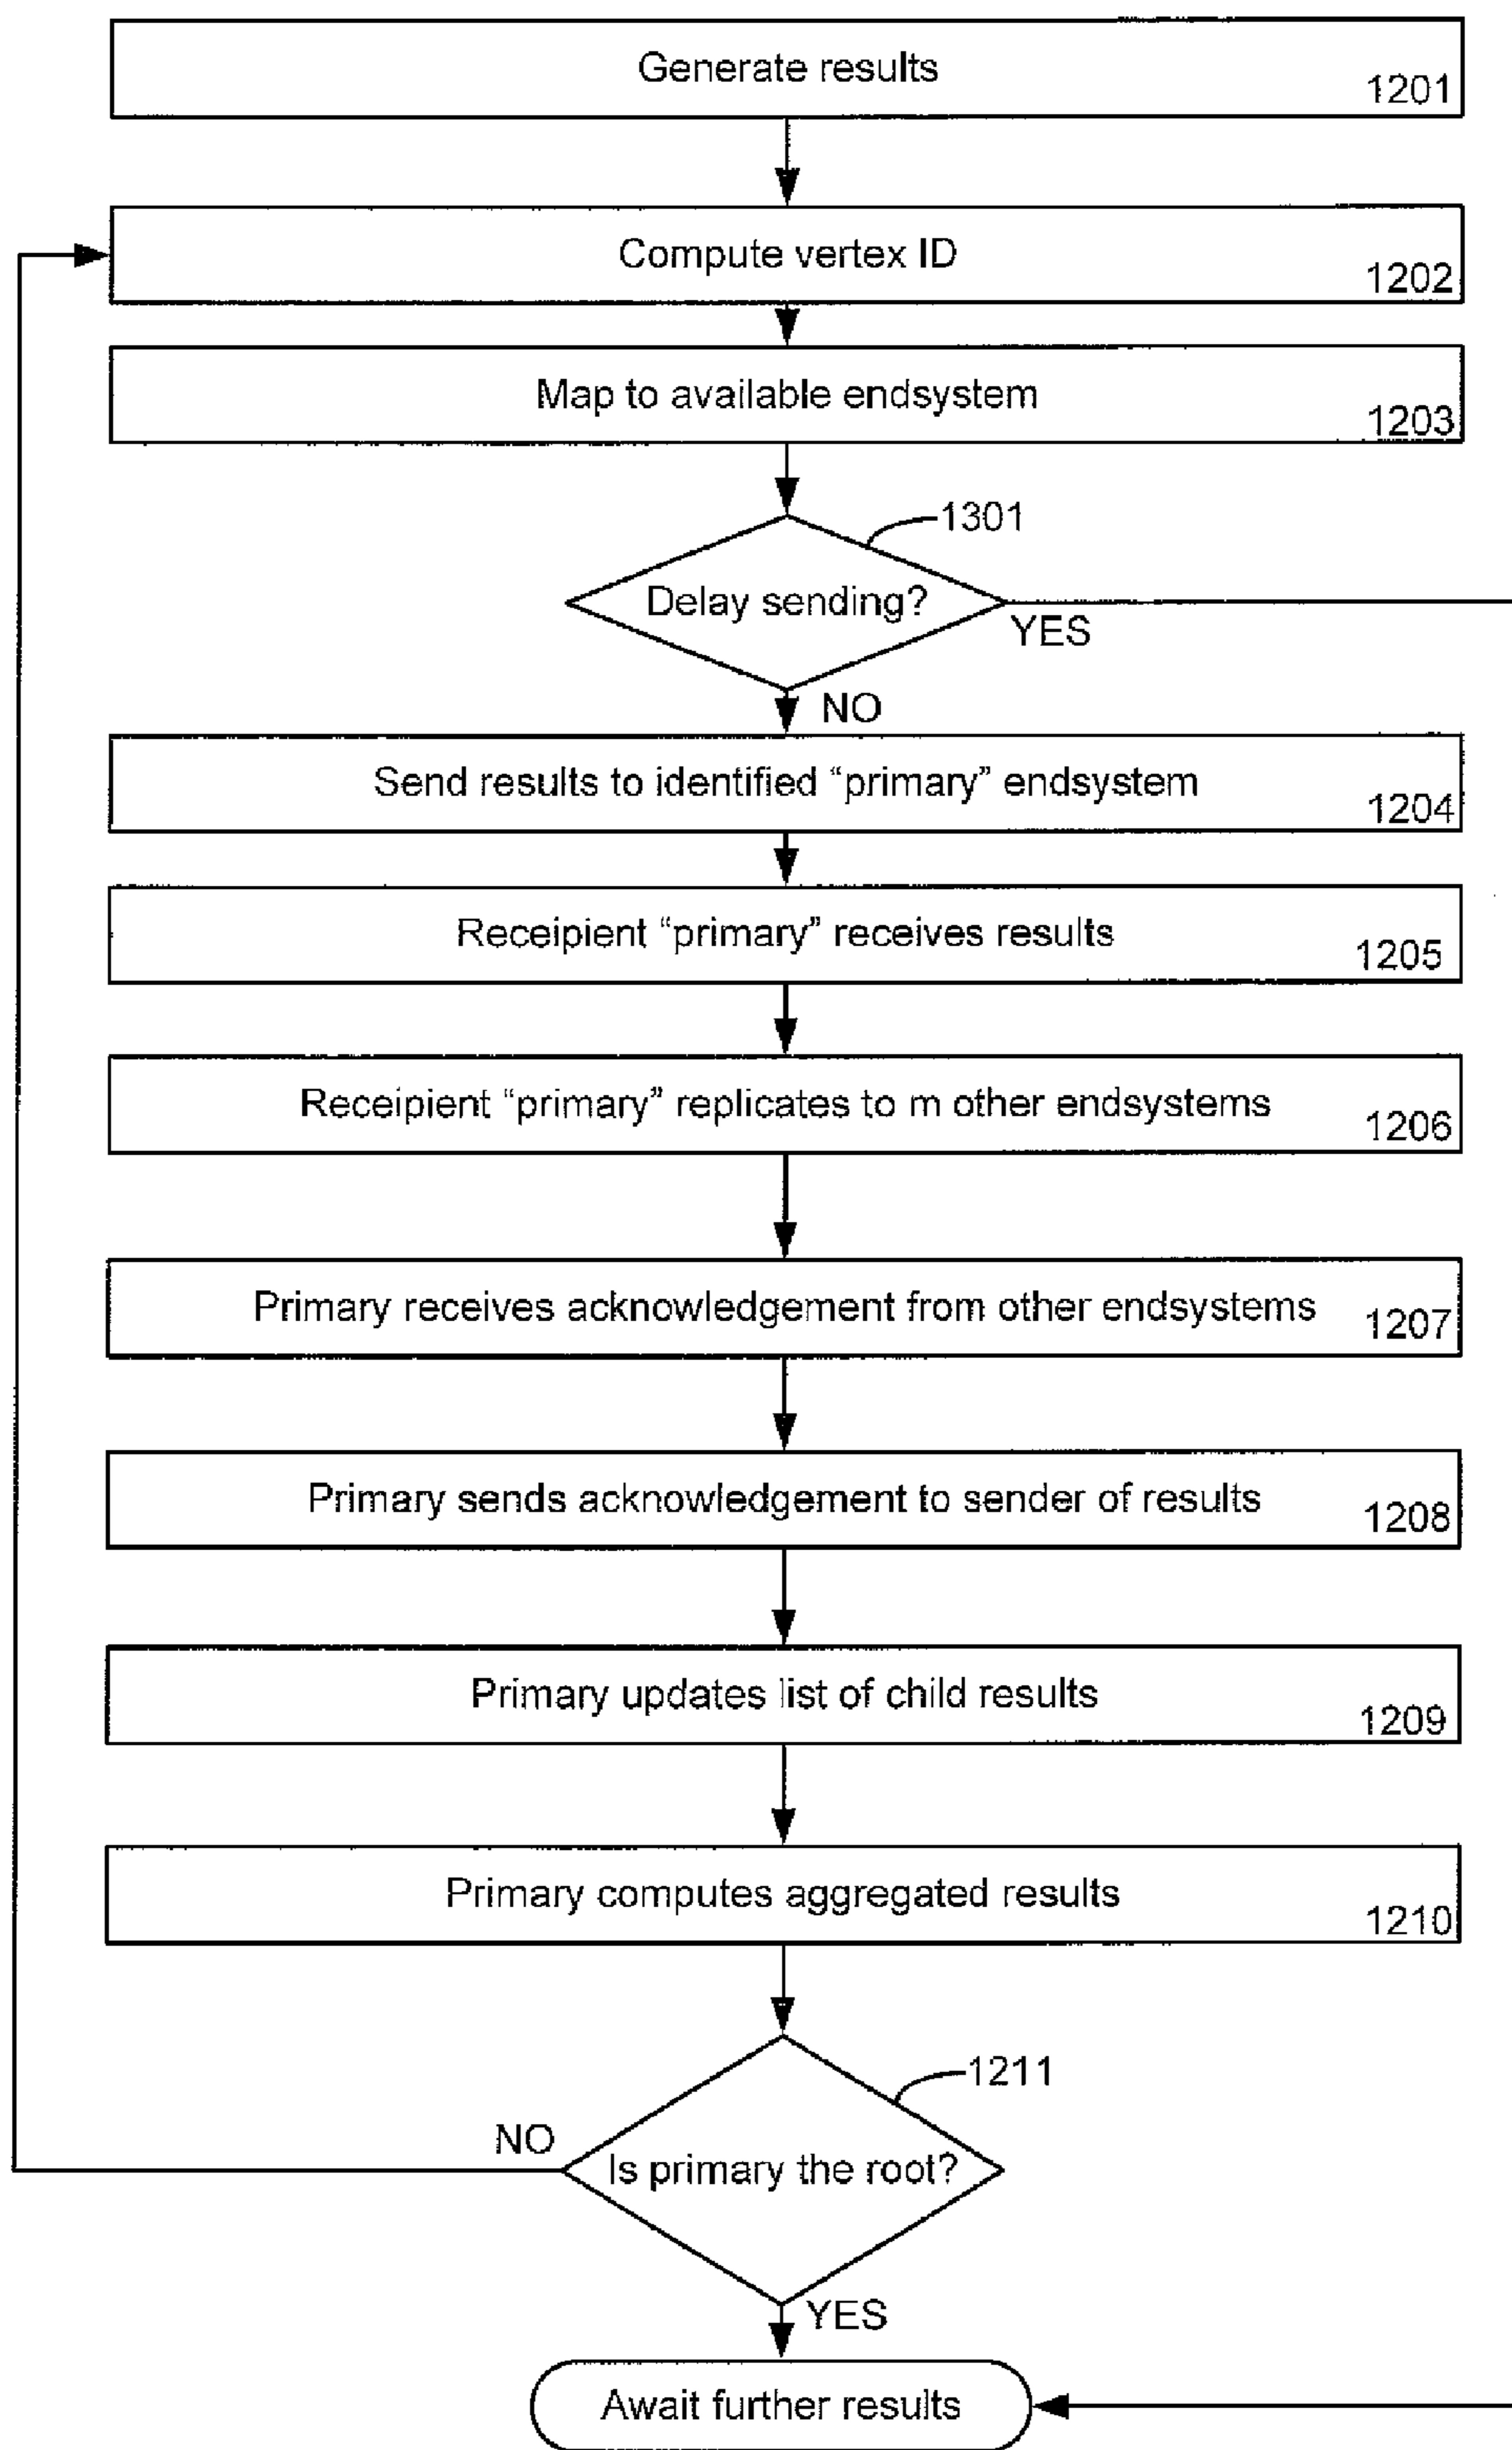 Generate results
1201
Compute vertex ID
1202
Map to available endsystem
1203
1301
Delay sending?
YES
NO
Send results to identified “primary” endsystem
1204
Receipient “primary” receives results
1205
Receipient “primary” replicates to m other endsystems
1206
Primary receives acknowledgement from other endsystems
1207
Primary sends acknowledgement to sender of results
1208
Primary updates list of child results
1209
Primary computes aggregated results
1210
1211
NO
Is primary the root?
YES
Await further results